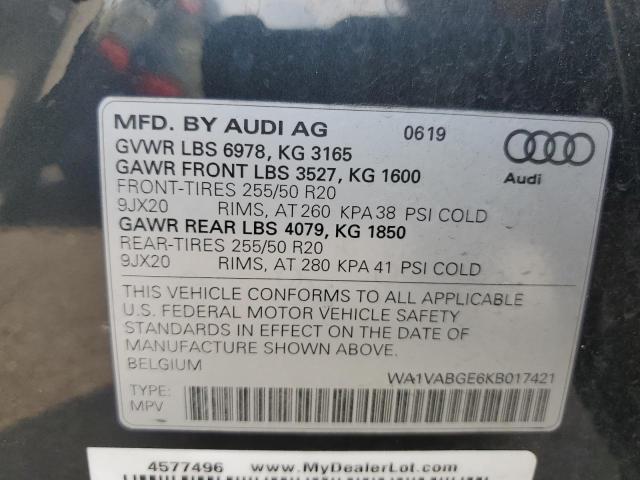 MFD. BY AUDI AG 0619
GVWR LBS 6978, KG 3165
GAWR FRONT LBS 3527, KG 1600
FRONT-TIRES 255/50 R20
9JX20 RIMS, AT 260 KPA 38 PSI COLD
GAWR REAR LBS 4079, KG 1850
REAR-TIRES 255/50 R20
9JX20 RIMS, AT 280 KPA 41 PSI COLD
Audi
THIS VEHICLE CONFORMS TO ALL APPLICABLE
U.S. FEDERAL MOTOR VEHICLE SAFETY
STANDARDS IN EFFECT ON THE DATE OF
MANUFACTURE SHOWN ABOVE.
BELGIUM
WA1VABGE6KB017421
TYPE:
MPV
4577496 www.MyDealerLot.com